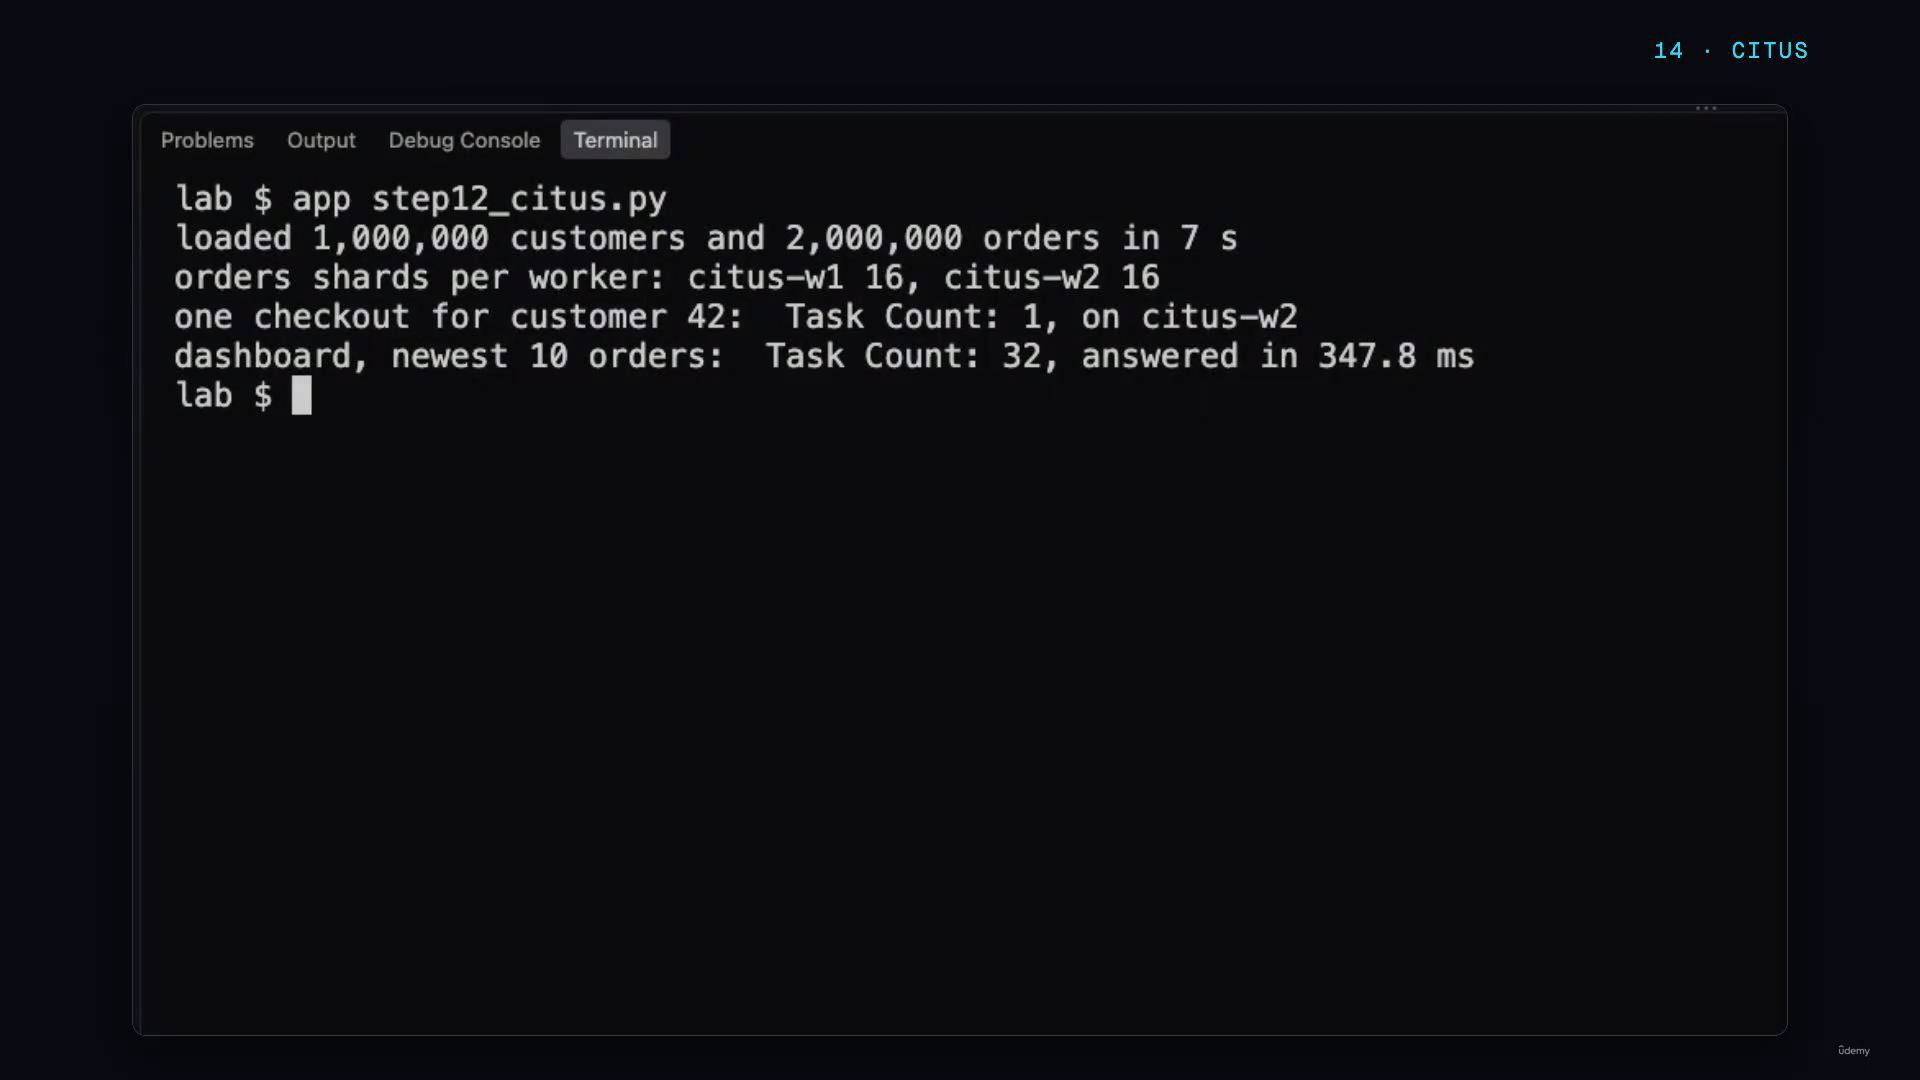 14 · CITUS
Problems Output Debug Console Terminal
lab $ app step12_citus.py
loaded 1,000,000 customers and 2,000,000 orders in 7 s
orders shards per worker: citus-w1 16, citus-w2 16
one checkout for customer 42:  Task Count: 1, on citus-w2
dashboard, newest 10 orders:  Task Count: 32, answered in 347.8 ms
lab $
udemy